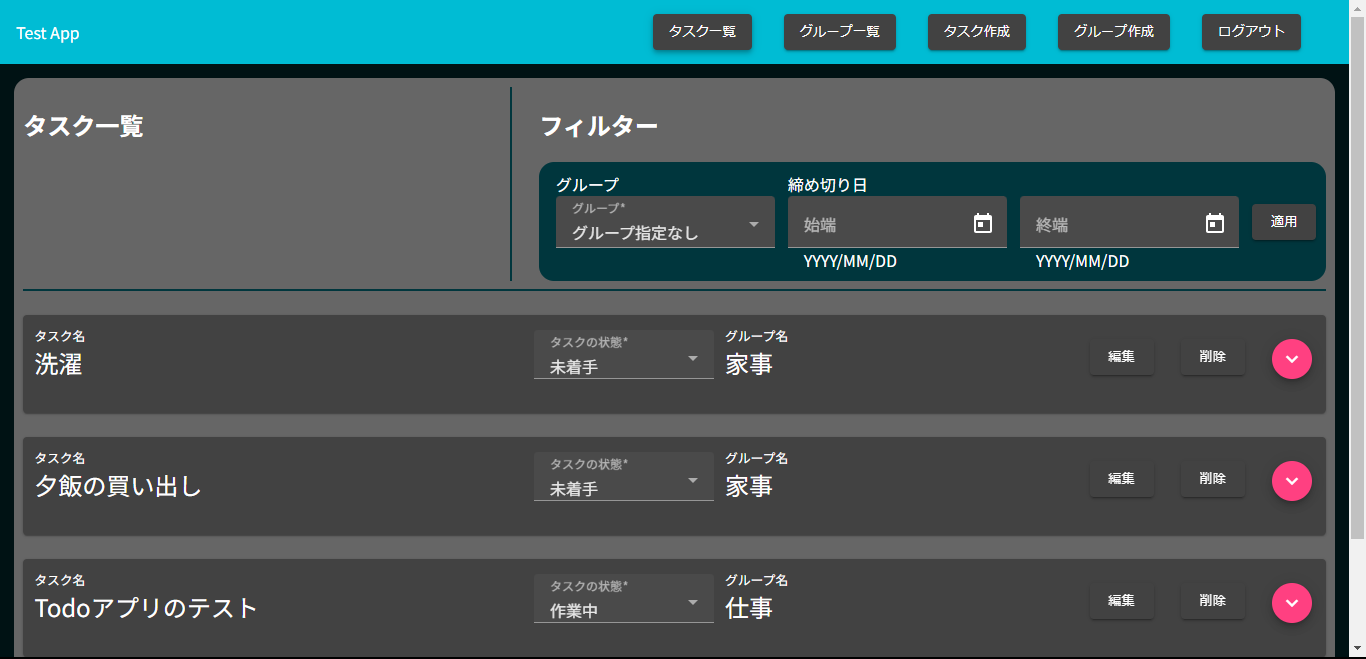 Test App
タスク一覧
グループ一覧
タスク作成
グループ作成
ログアウト
タスク一覧
フィルター
グループ
締め切り日
グループ*
グループ指定なし
始端
終端
適用
YYYY/MM/DD
YYYY/MM/DD
タスク名
洗濯
タスクの状態*
未着手
グループ名
家事
編集
削除
タスク名
夕飯の買い出し
タスクの状態*
未着手
グループ名
家事
編集
削除
タスク名
Todoアプリのテスト
タスクの状態*
作業中
グループ名
仕事
編集
削除